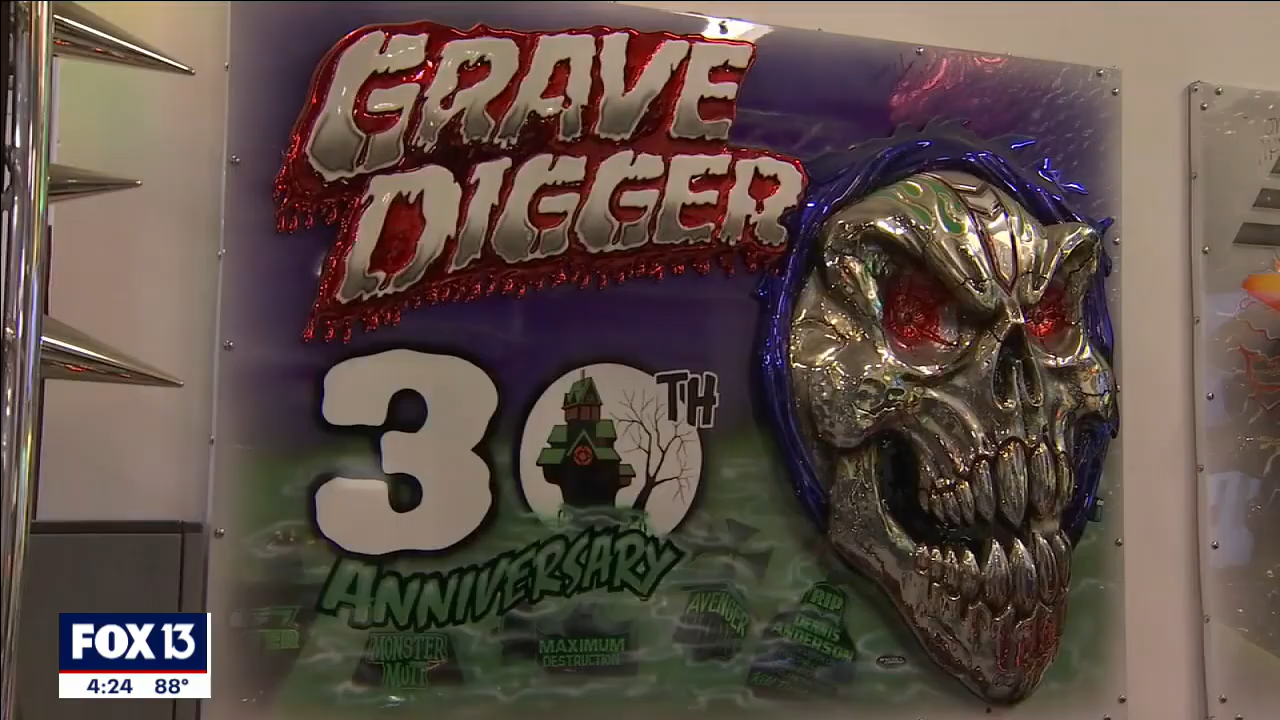 GRAVE
DIGGER
30TH
ANNIVERSARY
MONSTER
MUTT
MAXIMUM
DESTRUCTION
AVENGER
RIP
DENNIS
ANDERSON
FOX 13
4:24 88°